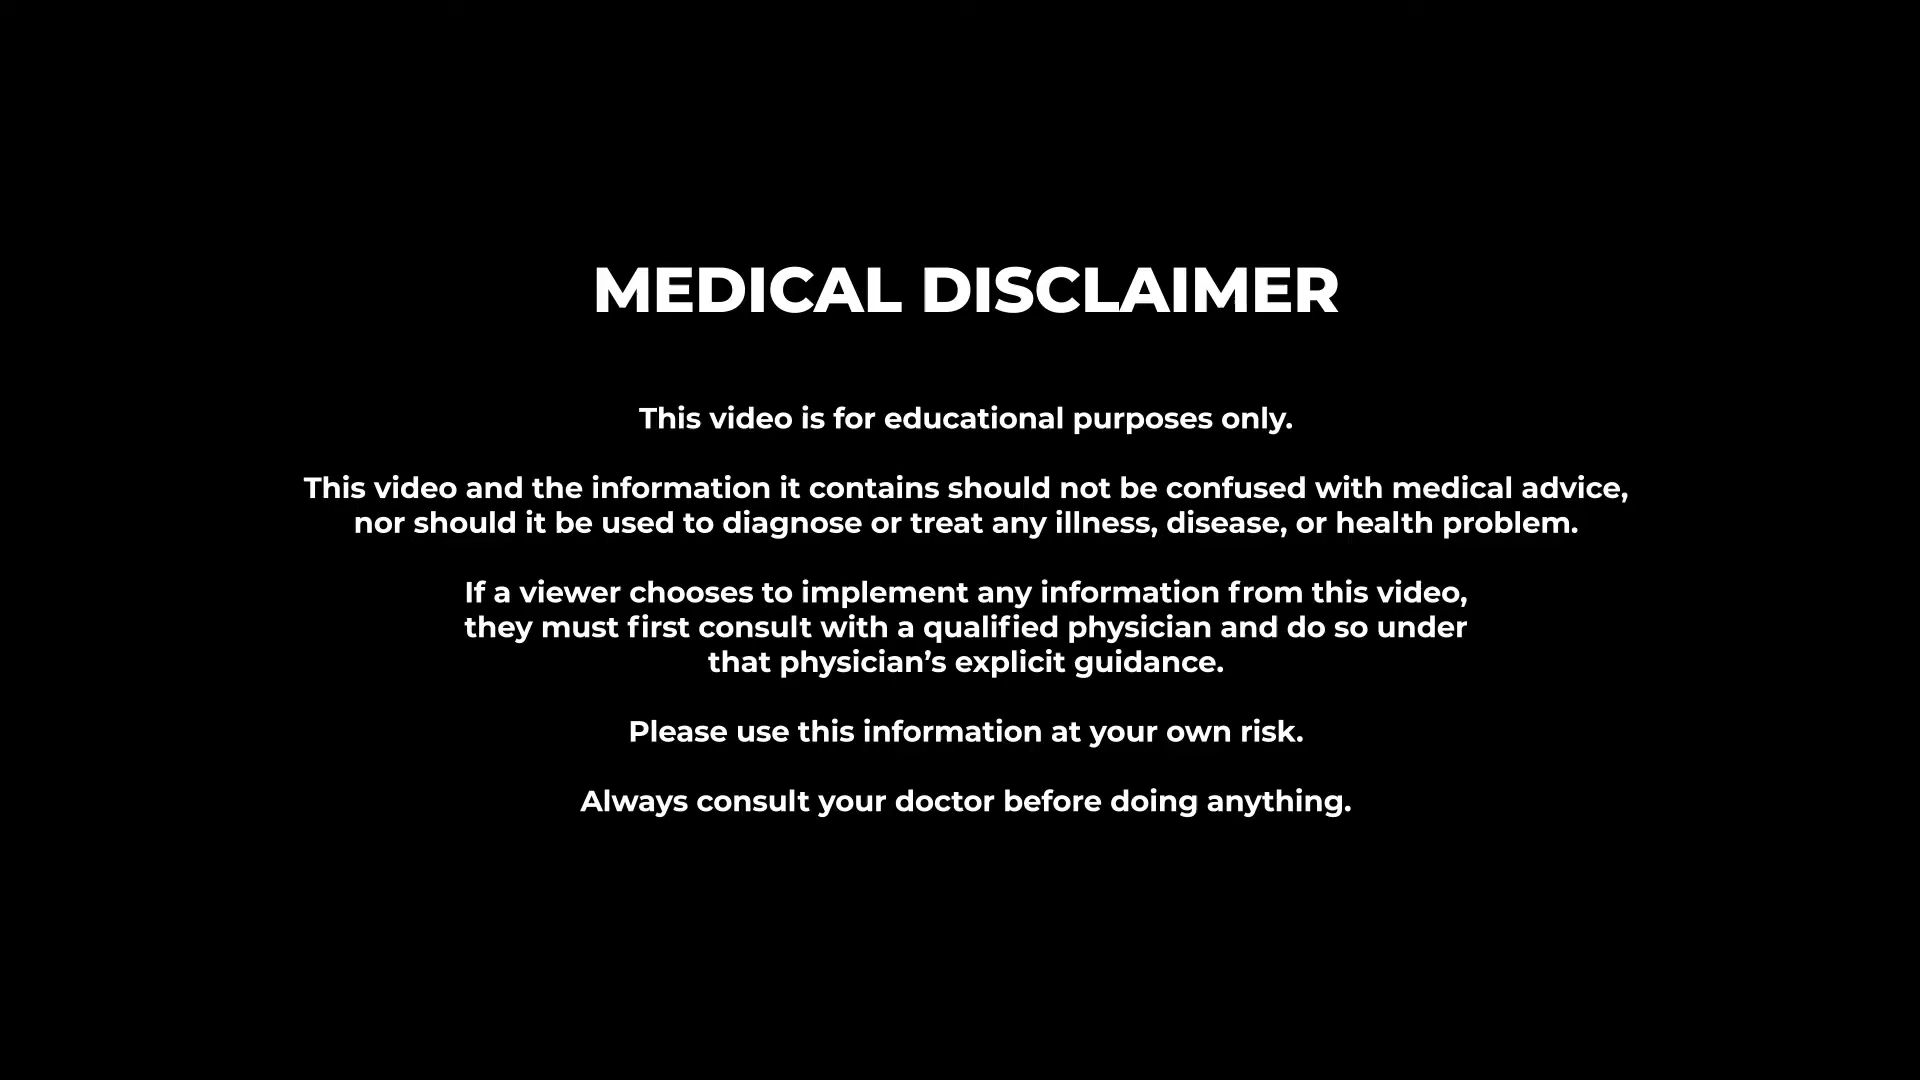 MEDICAL DISCLAIMER
This video is for educational purposes only.
This video and the information it contains should not be confused with medical advice,
nor should it be used to diagnose or treat any illness, disease, or health problem.
If a viewer chooses to implement any information from this video,
they must first consult with a qualified physician and do so under
that physician’s explicit guidance.
Please use this information at your own risk.
Always consult your doctor before doing anything.